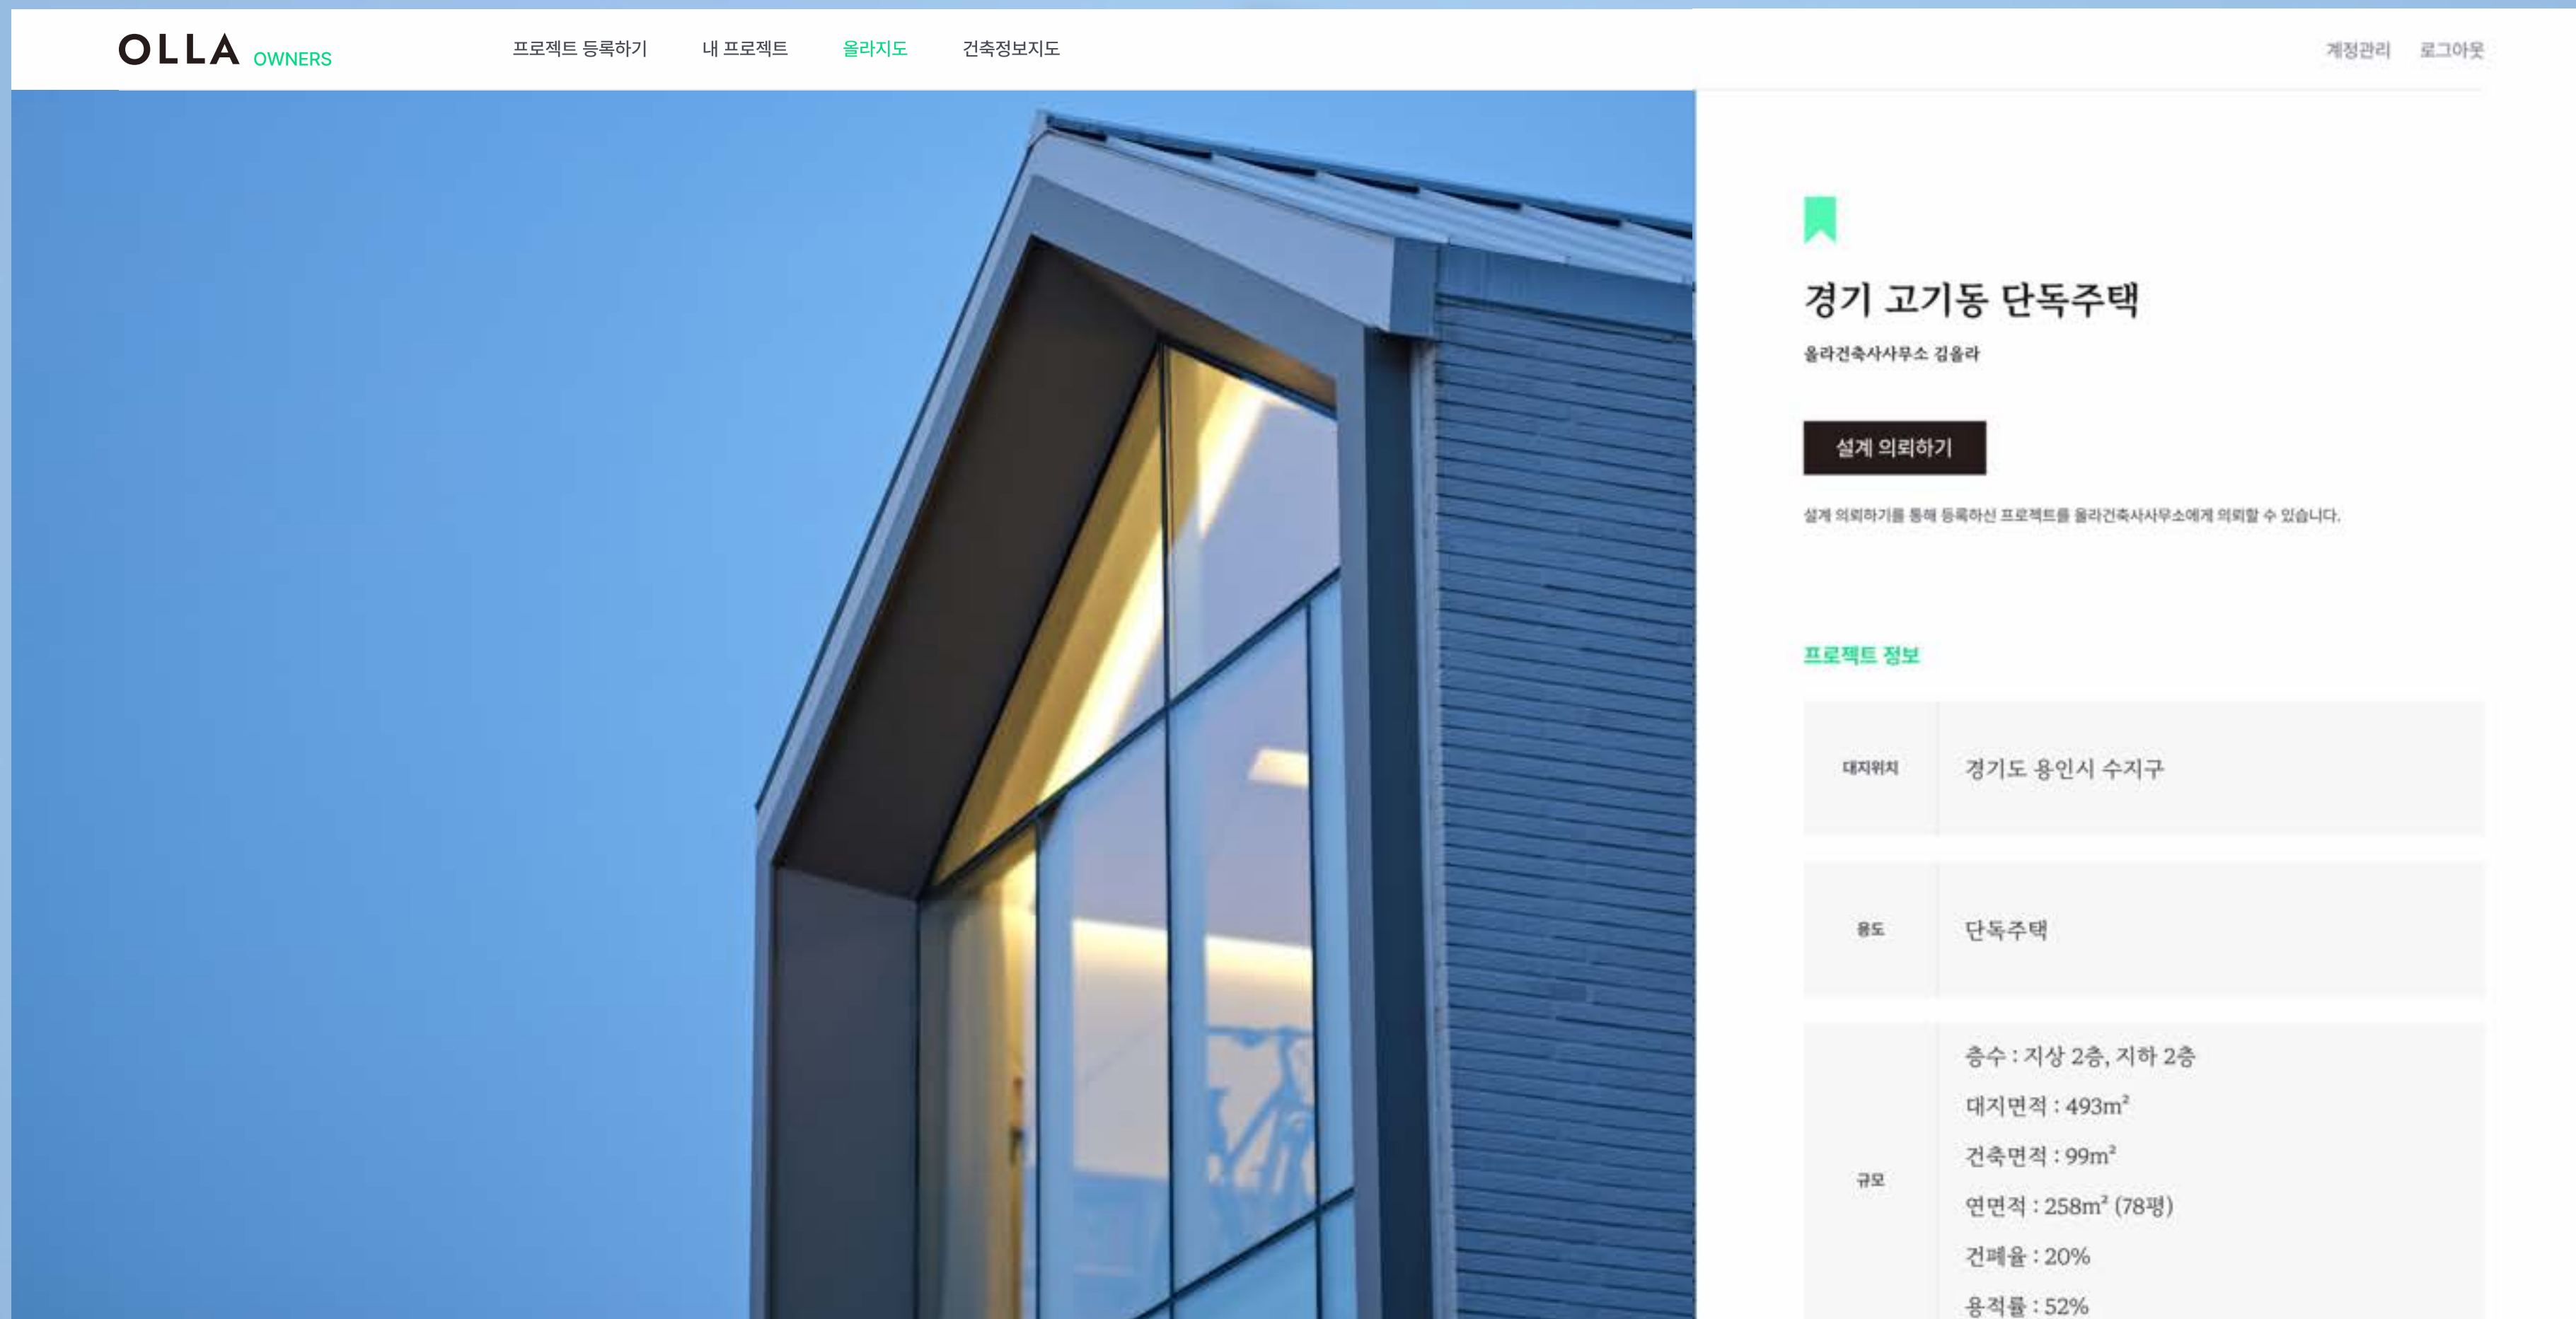 OLLA OWNERS
프로젝트 등록하기 내 프로젝트 올라지도 건축정보지도
계정관리 로그아웃
경기 고기동 단독주택
올라건축사사무소 김올라
설계 의뢰하기
설계 의뢰하기를 통해 등록하신 프로젝트를 올라건축사사무소에게 의뢰할 수 있습니다.
프로젝트 정보
대지위치
경기도 용인시 수지구
용도
단독주택
규모
층수 : 지상 2층, 지하 2층
대지면적 : 493m²
건축면적 : 99m²
연면적 : 258m² (78평)
건폐율 : 20%
용적률 : 52%